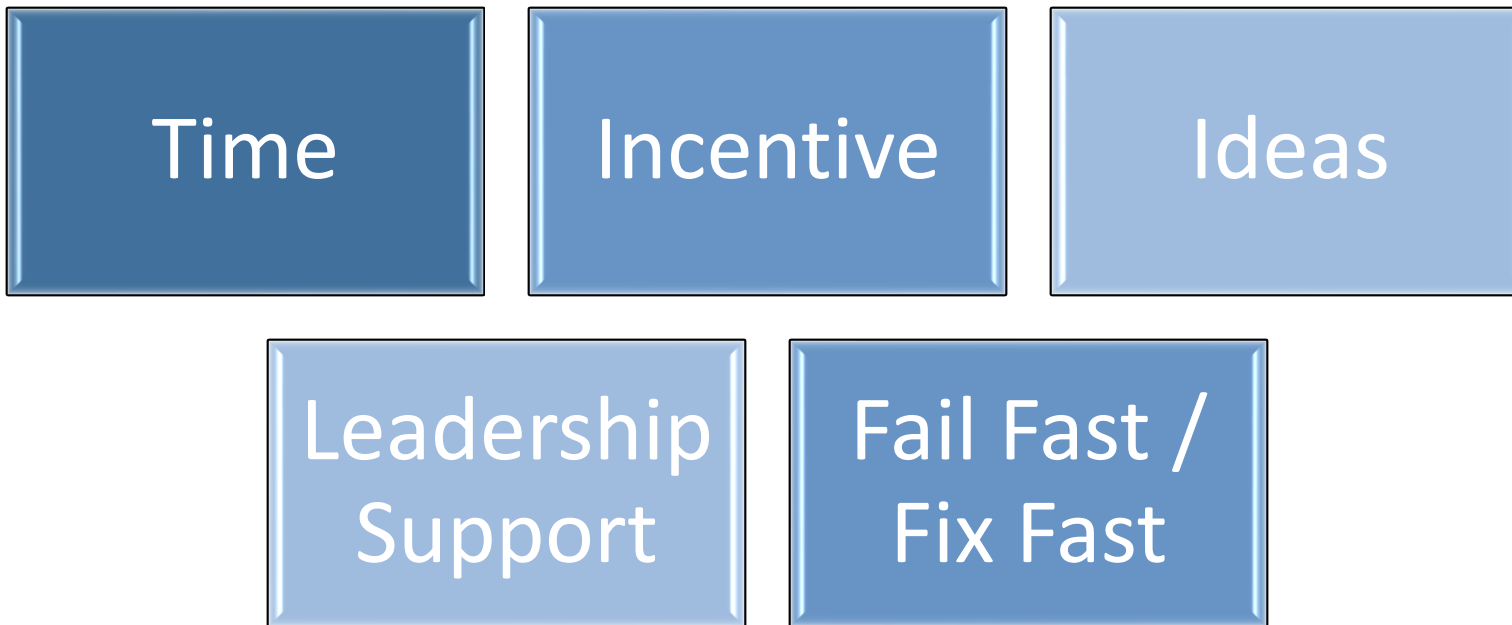 Time
Incentive
Ideas
Leadership
Support
Fail Fast /
Fix Fast